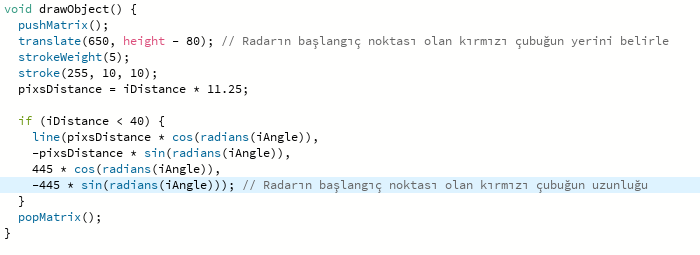 void drawObject() {
  pushMatrix();
  translate(650, height - 80); // Radarın başlangıç noktası olan kırmızı çubuğun yerini belirle
  strokeWeight(5);
  stroke(255, 10, 10);
  pixsDistance = iDistance * 11.25;

  if (iDistance < 40) {
    line(pixsDistance * cos(radians(iAngle)),
    -pixsDistance * sin(radians(iAngle)),
    445 * cos(radians(iAngle)),
    -445 * sin(radians(iAngle))); // Radarın başlangıç noktası olan kırmızı çubuğun uzunluğu
  }
  popMatrix();
}